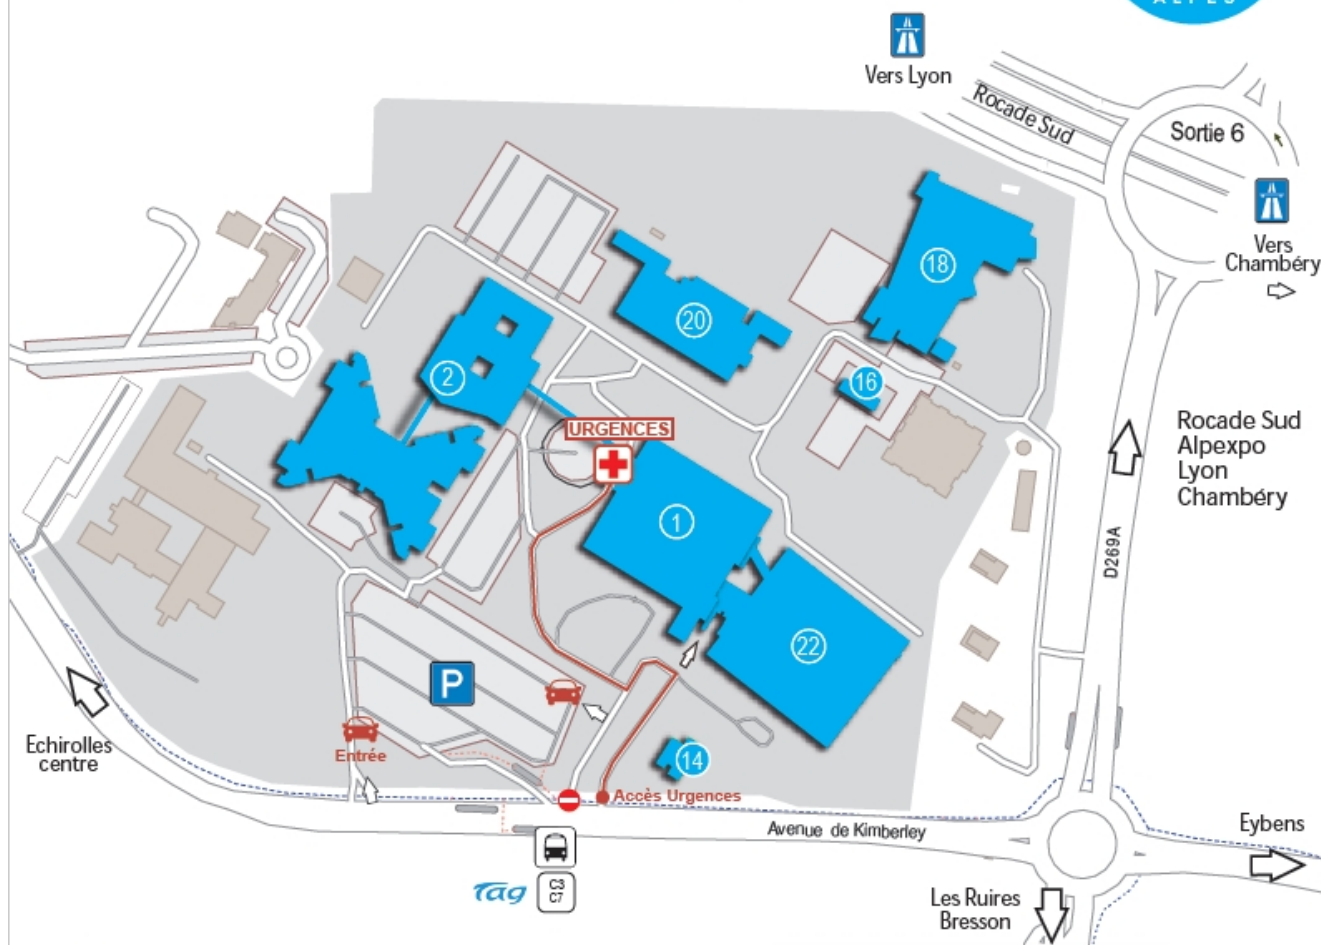 ALPES
Vers Lyon
Rocade Sud
Sortie 6
Vers
Chambéry
18
20
2
16
URGENCES
1
Rocade Sud
Alpexpo
Lyon
Chambéry
D269A
22
P
Entrée
Echirolles
centre
14
Accès Urgences
Avenue de Kimberley
Eybens
Tag
C3
C7
Les Ruires
Bresson